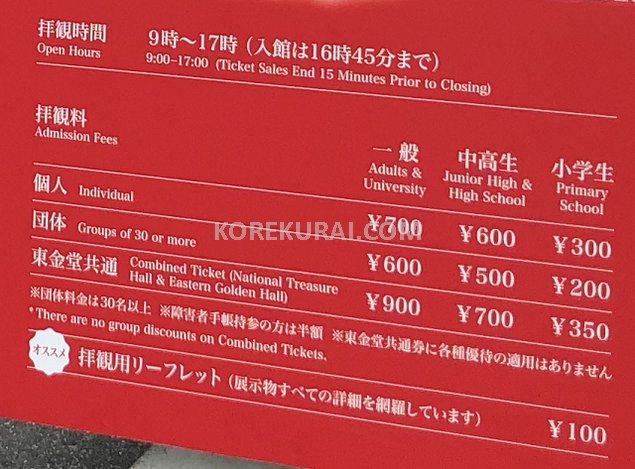 拝観時間 9時〜17時（入館は16時45分まで）
Open Hours 9:00–17:00 (Ticket Sales End 15 Minutes Prior to Closing)
拝観料
Admission Fees
一般 中高生 小学生
Adults & University Junior High & High School Primary School
個人 Individual ¥700 ¥600 ¥300
団体 Groups of 30 or more ¥600 ¥500 ¥200
東金堂共通 Combined Ticket (National Treasure
Hall & Eastern Golden Hall) ¥900 ¥700 ¥350
※団体料金は30名以上 ※障害者手帳持参の方は半額 ※東金堂共通券に各種優待の適用はありません
*There are no group discounts on Combined Tickets.
オススメ 拝観用リーフレット（展示物すべての詳細を網羅しています） ¥100
KOREKURAI.COM